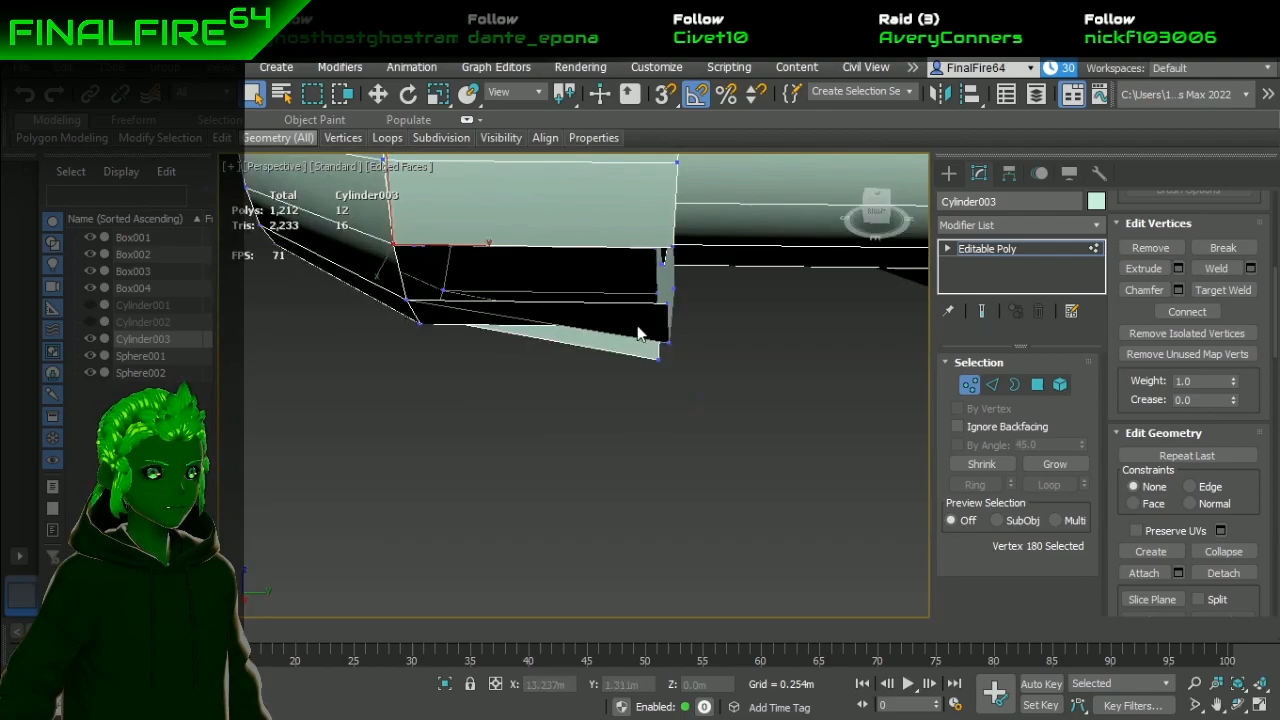 FINALFIRE64
Follow Follow Follow Raid (3) Follow
hosthostghostram dante_epona Civet10 AveryConners nickf103006
Create Modifiers Animation Graph Editors Rendering Customize Scripting Content Civil View FinalFire64 30 Workspaces: Default
All View 3 Create Selection Se C:\Users\1...s Max 2022
Modeling Freeform Selection Object Paint Populate
Polygon Modeling Modify Selection Edit Geometry (All) Vertices Loops Subdivision Visibility Align Properties
Select Display Edit
[+] [Perspective] [Standard] [Edged Faces]
Name (Sorted Ascending) Fr
Box001
Box002
Box003
Box004
Cylinder001
Cylinder002
Cylinder003
Sphere001
Sphere002
Total Cylinder003
Polys: 1,212 12
Tris: 2,233 16
FPS: 71
y
z
y
Cylinder003
Modifier List
Editable Poly
Selection
By Vertex
Ignore Backfacing
By Angle: 45.0
Shrink Grow
Ring Loop
Preview Selection
Off SubObj Multi
Vertex 180 Selected
Brush Options
Edit Vertices
Remove Break
Extrude Weld
Chamfer Target Weld
Connect
Remove Isolated Vertices
Remove Unused Map Verts
Weight: 1.0
Crease: 0.0
Edit Geometry
Repeat Last
Constraints
None Edge
Face Normal
Preserve UVs
Create Collapse
Attach Detach
Slice Plane Split
20 25 30 35 40 45 50 55 60 65 70 75 80 85 90 95 100
X: 13.237m Y: 1.311m Z: 0.0m Grid = 0.254m Auto Key Selected
Enabled: 0 Add Time Tag 0 Set Key Key Filters...